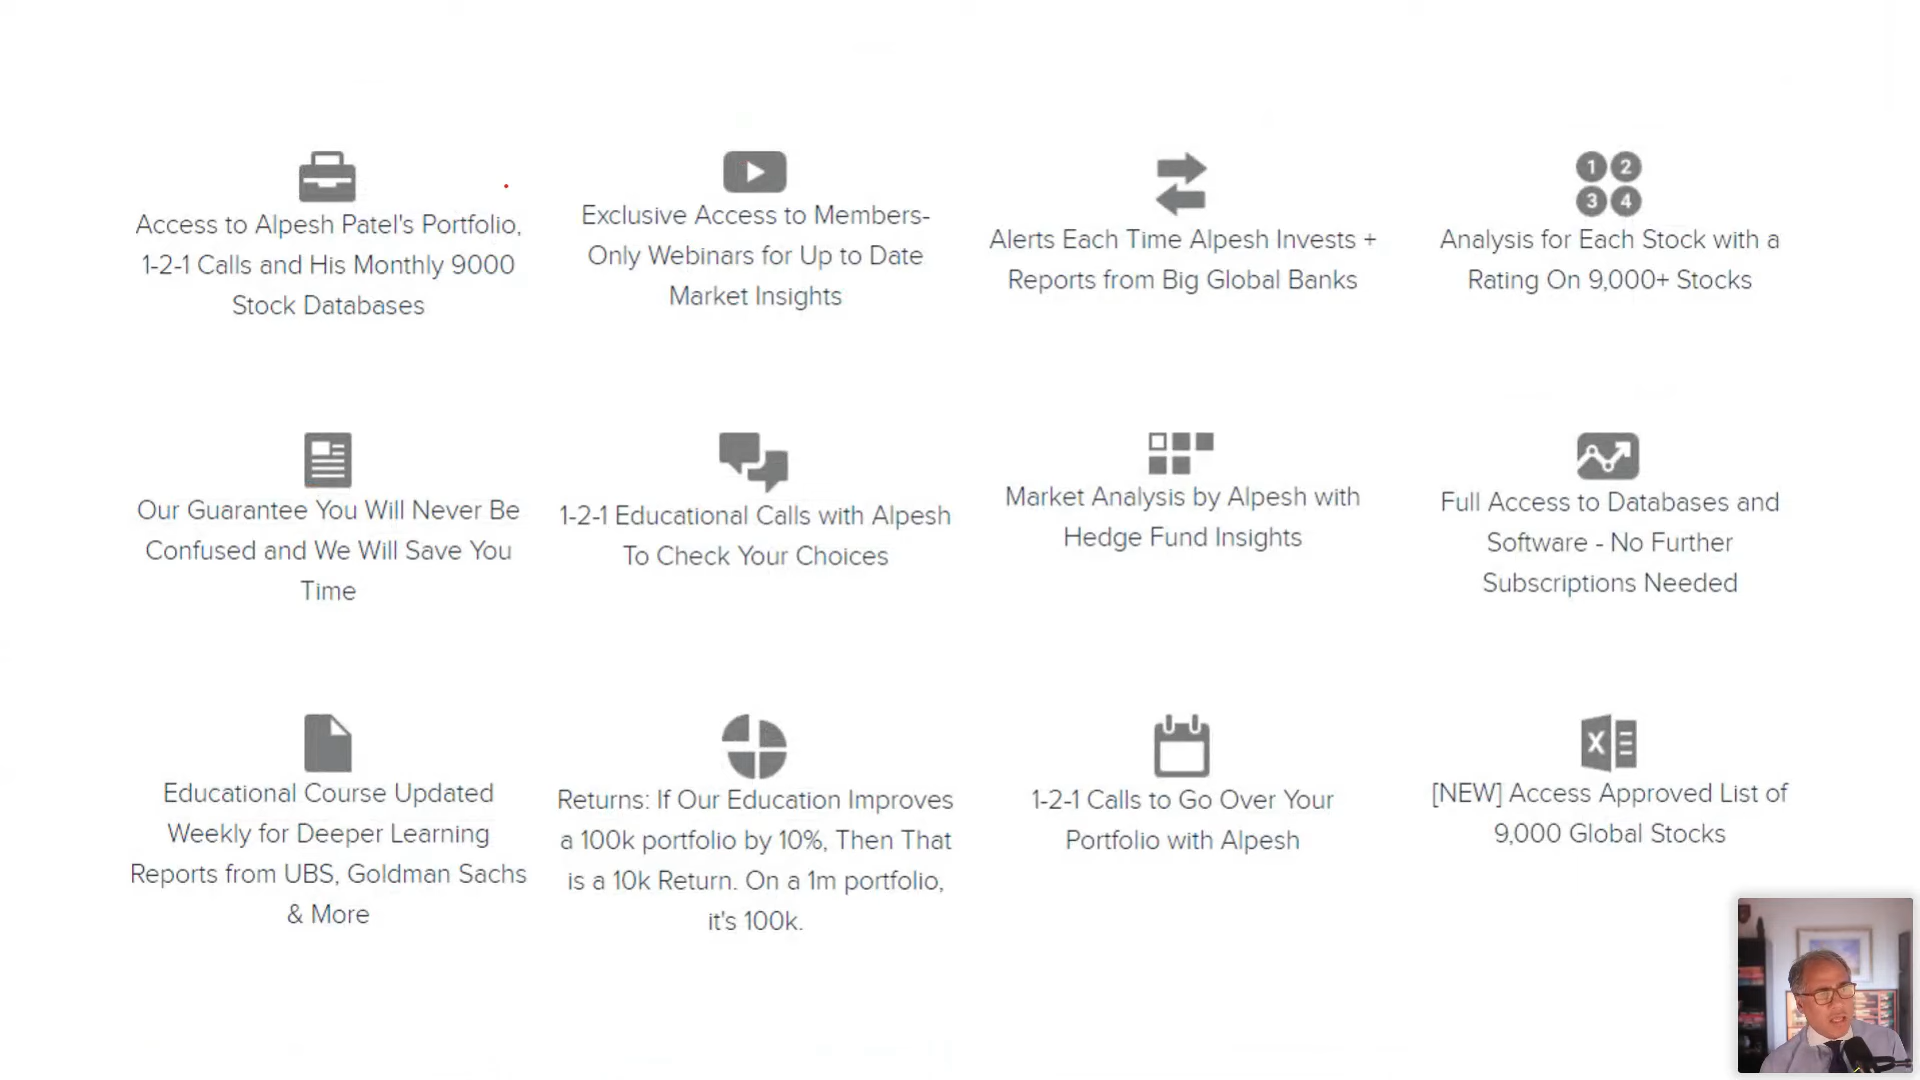 Access to Alpesh Patel's Portfolio,
1-2-1 Calls and His Monthly 9000
Stock Databases
Exclusive Access to Members-
Only Webinars for Up to Date
Market Insights
Alerts Each Time Alpesh Invests +
Reports from Big Global Banks
1 2
3 4
Analysis for Each Stock with a
Rating On 9,000+ Stocks
Our Guarantee You Will Never Be
Confused and We Will Save You
Time
1-2-1 Educational Calls with Alpesh
To Check Your Choices
Market Analysis by Alpesh with
Hedge Fund Insights
Full Access to Databases and
Software - No Further
Subscriptions Needed
Educational Course Updated
Weekly for Deeper Learning
Reports from UBS, Goldman Sachs
& More
Returns: If Our Education Improves
a 100k portfolio by 10%, Then That
is a 10k Return. On a 1m portfolio,
it's 100k.
1-2-1 Calls to Go Over Your
Portfolio with Alpesh
X
[NEW] Access Approved List of
9,000 Global Stocks